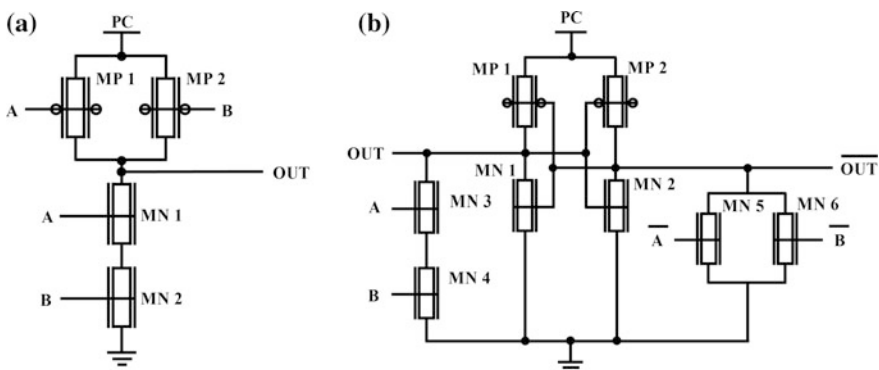 (a)
PC
MP 1
MP 2
A
B
OUT
A
MN 1
B
MN 2
(b)
PC
MP 1
MP 2
OUT
OUT
MN 1
MN 2
A
MN 3
MN 5
MN 6
A
B
B
MN 4